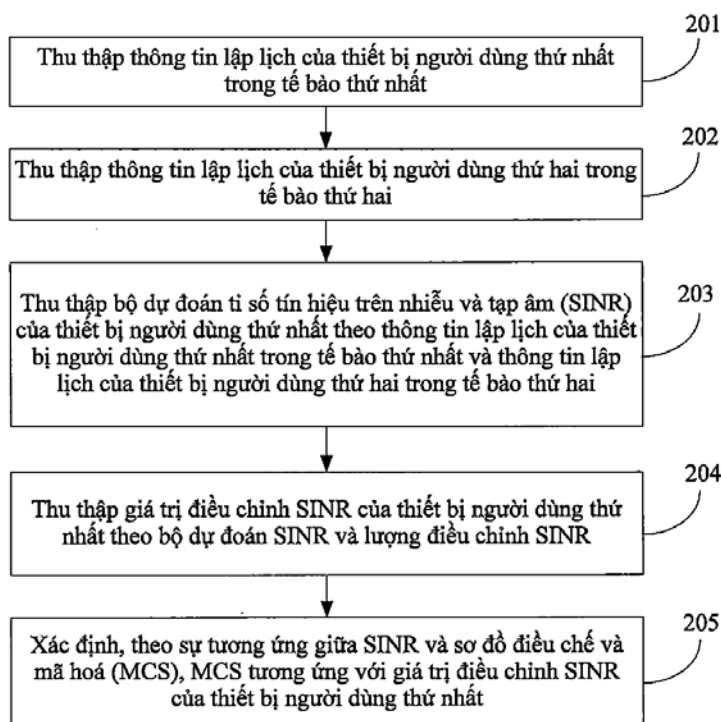 201
Thu thập thông tin lập lịch của thiết bị người dùng thứ nhất
trong tế bào thứ nhất
202
Thu thập thông tin lập lịch của thiết bị người dùng thứ hai trong
tế bào thứ hai
203
Thu thập bộ dự đoán tỉ số tín hiệu trên nhiễu và tạp âm (SINR)
của thiết bị người dùng thứ nhất theo thông tin lập lịch của thiết
bị người dùng thứ nhất trong tế bào thứ nhất và thông tin lập
lịch của thiết bị người dùng thứ hai trong tế bào thứ hai
204
Thu thập giá trị điều chỉnh SINR của thiết bị người dùng thứ
nhất theo bộ dự đoán SINR và lượng điều chỉnh SINR
205
Xác định, theo sự tương ứng giữa SINR và sơ đồ điều chế và
mã hoá (MCS), MCS tương ứng với giá trị điều chỉnh SINR
của thiết bị người dùng thứ nhất